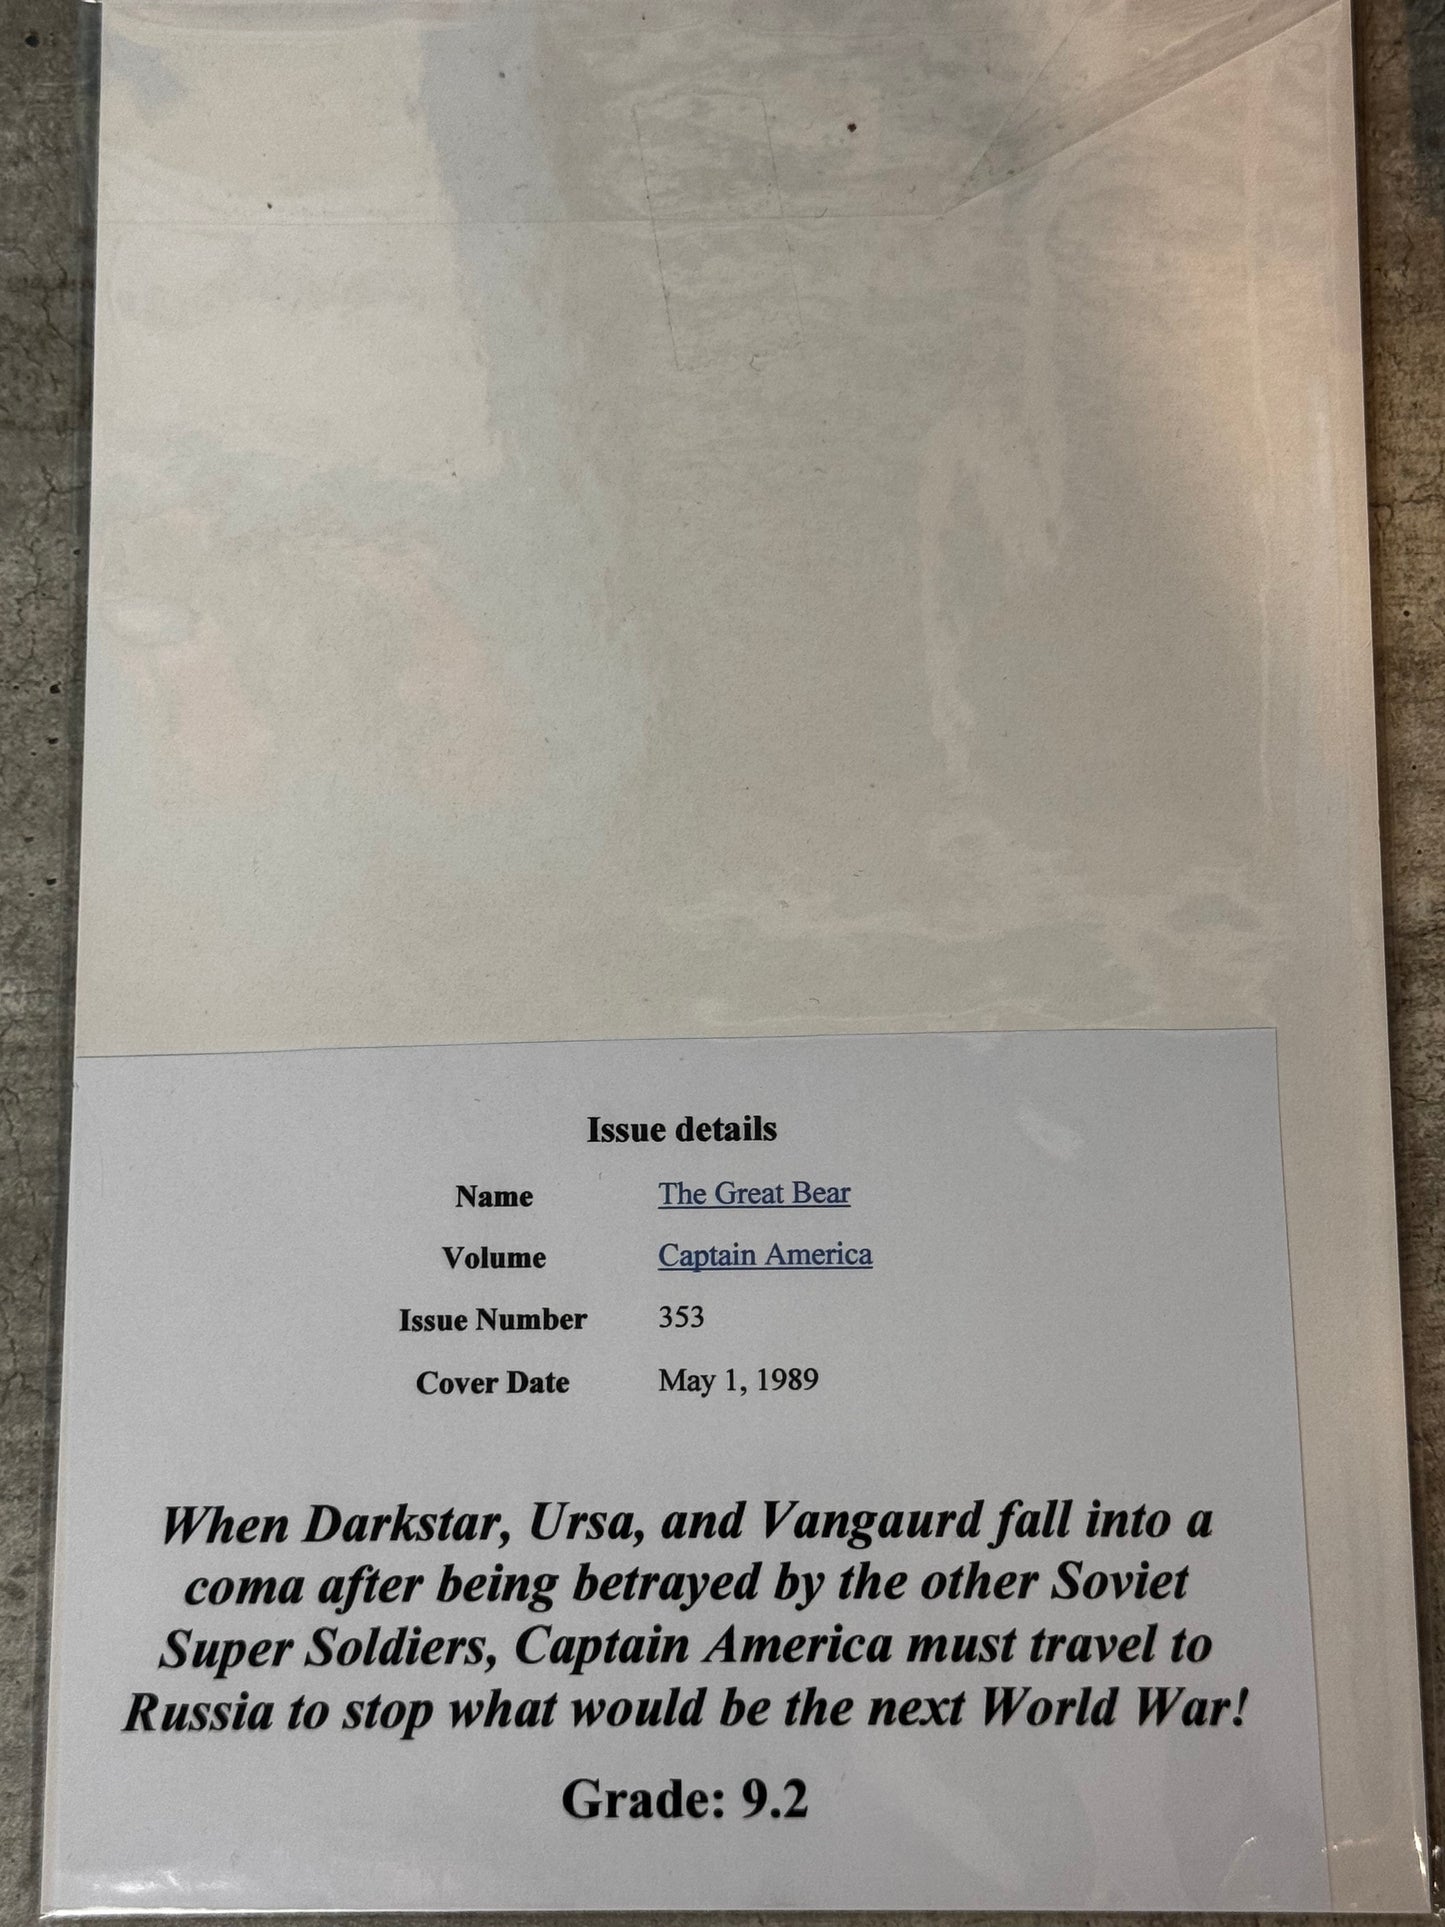 Issue details
Name The Great Bear
Volume Captain America
Issue Number 353
Cover Date May 1, 1989
When Darkstar, Ursa, and Vangaurd fall into a
coma after being betrayed by the other Soviet
Super Soldiers, Captain America must travel to
Russia to stop what would be the next World War!
Grade: 9.2